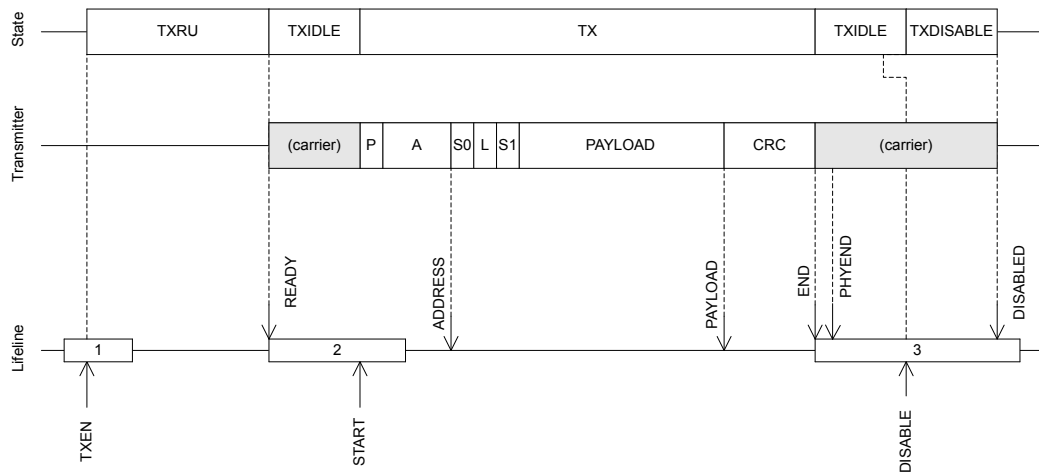 State
TXRU
TXIDLE
TX
TXIDLE
TXDISABLE
Transmitter
(carrier)
P
A
S0
L
S1
PAYLOAD
CRC
(carrier)
READY
ADDRESS
PAYLOAD
END
PHYEND
DISABLED
Lifeline
1
2
3
TXEN
START
DISABLE